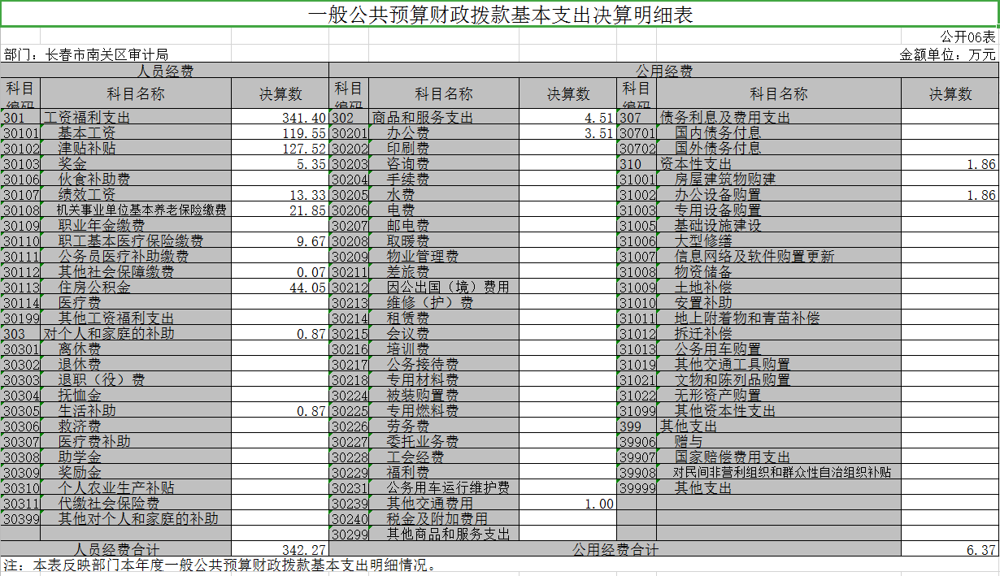 一般公共预算财政拨款基本支出决算明细表
公开06表
部门：长春市南关区审计局 金额单位：万元
人员经费 公用经费
科目编码 科目名称 决算数 科目编码 科目名称 决算数 科目编码 科目名称 决算数
301 工资福利支出 341.40 302 商品和服务支出 4.51 307 债务利息及费用支出
30101 基本工资 119.55 30201 办公费 3.51 30701 国内债务付息
30102 津贴补贴 127.52 30202 印刷费 30702 国外债务付息
30103 奖金 5.35 30203 咨询费 310 资本性支出 1.86
30106 伙食补助费 30204 手续费 31001 房屋建筑物购建
30107 绩效工资 13.33 30205 水费 31002 办公设备购置 1.86
30108 机关事业单位基本养老保险缴费 21.85 30206 电费 31003 专用设备购置
30109 职业年金缴费 30207 邮电费 31005 基础设施建设
30110 职工基本医疗保险缴费 9.67 30208 取暖费 31006 大型修缮
30111 公务员医疗补助缴费 30209 物业管理费 31007 信息网络及软件购置更新
30112 其他社会保障缴费 0.07 30211 差旅费 31008 物资储备
30113 住房公积金 44.05 30212 因公出国（境）费用 31009 土地补偿
30114 医疗费 30213 维修（护）费 31010 安置补助
30199 其他工资福利支出 30214 租赁费 31011 地上附着物和青苗补偿
303 对个人和家庭的补助 0.87 30215 会议费 31012 拆迁补偿
30301 离休费 30216 培训费 31013 公务用车购置
30302 退休费 30217 公务接待费 31019 其他交通工具购置
30303 退职（役）费 30218 专用材料费 31021 文物和陈列品购置
30304 抚恤金 30224 被装购置费 31022 无形资产购置
30305 生活补助 0.87 30225 专用燃料费 31099 其他资本性支出
30306 救济费 30226 劳务费 399 其他支出
30307 医疗费补助 30227 委托业务费 39906 赠与
30308 助学金 30228 工会经费 39907 国家赔偿费用支出
30309 奖励金 30229 福利费 39908 对民间非营利组织和群众性自治组织补贴
30310 个人农业生产补贴 30231 公务用车运行维护费 39999 其他支出
30311 代缴社会保险费 30239 其他交通费用 1.00
30399 其他对个人和家庭的补助 30240 税金及附加费用
30299 其他商品和服务支出
人员经费合计 342.27 公用经费合计 6.37
注：本表反映部门本年度一般公共预算财政拨款基本支出明细情况。